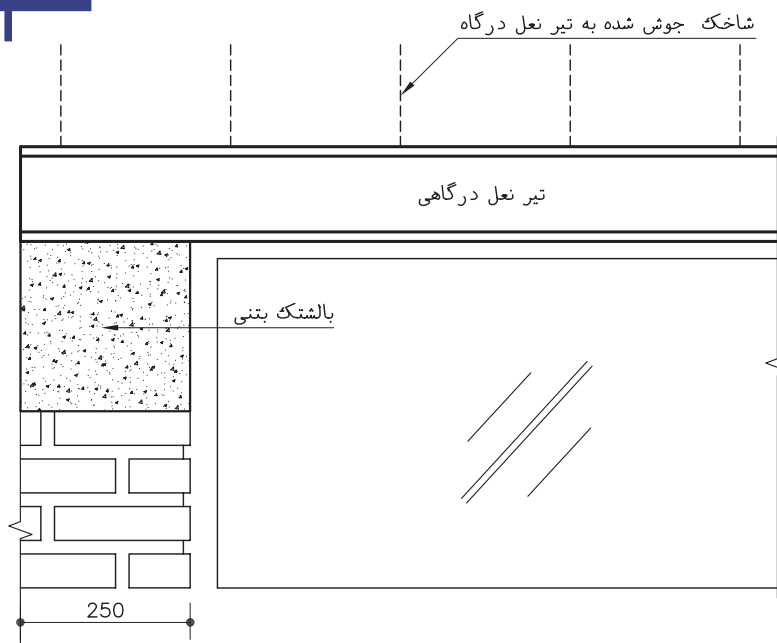 شاخک جوش شده به تیر نعل درگاه
تیر نعل درگاهی
بالشتک بتنی
250